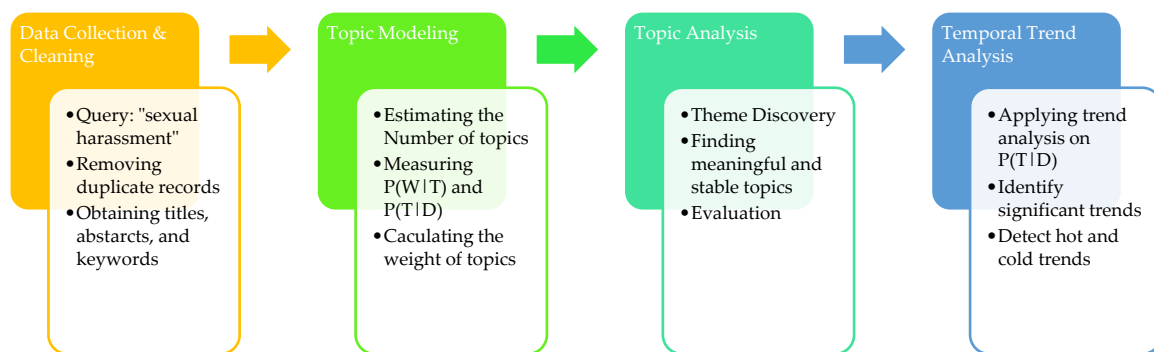 Data Collection &
Cleaning
•Query: "sexual
harassment"
•Removing
duplicate records
•Obtaining titles,
abstarcts, and
keywords
Topic Modeling
•Estimating the
Number of topics
•Measuring
P(W|T) and
P(T|D)
•Caculating the
weight of topics
Topic Analysis
•Theme Discovery
•Finding
meaningful and
stable topics
•Evaluation
Temporal Trend
Analysis
•Applying trend
analysis on
P(T|D)
•Identify
significant trends
•Detect hot and
cold trends